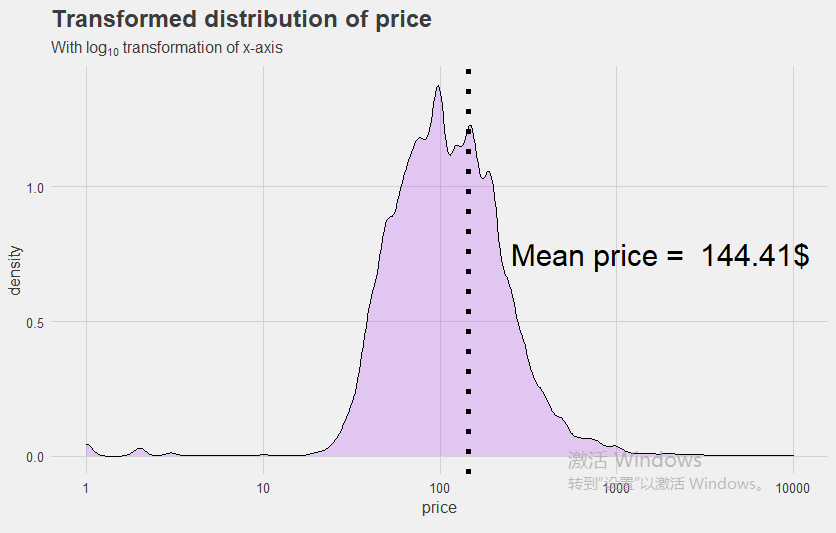 Transformed distribution of price
With log₁₀ transformation of x-axis
density
1.0
0.5
0.0
Mean price =  144.41$
激活 Windows
转到"设置"以激活 Windows。
1
10
100
1000
10000
price